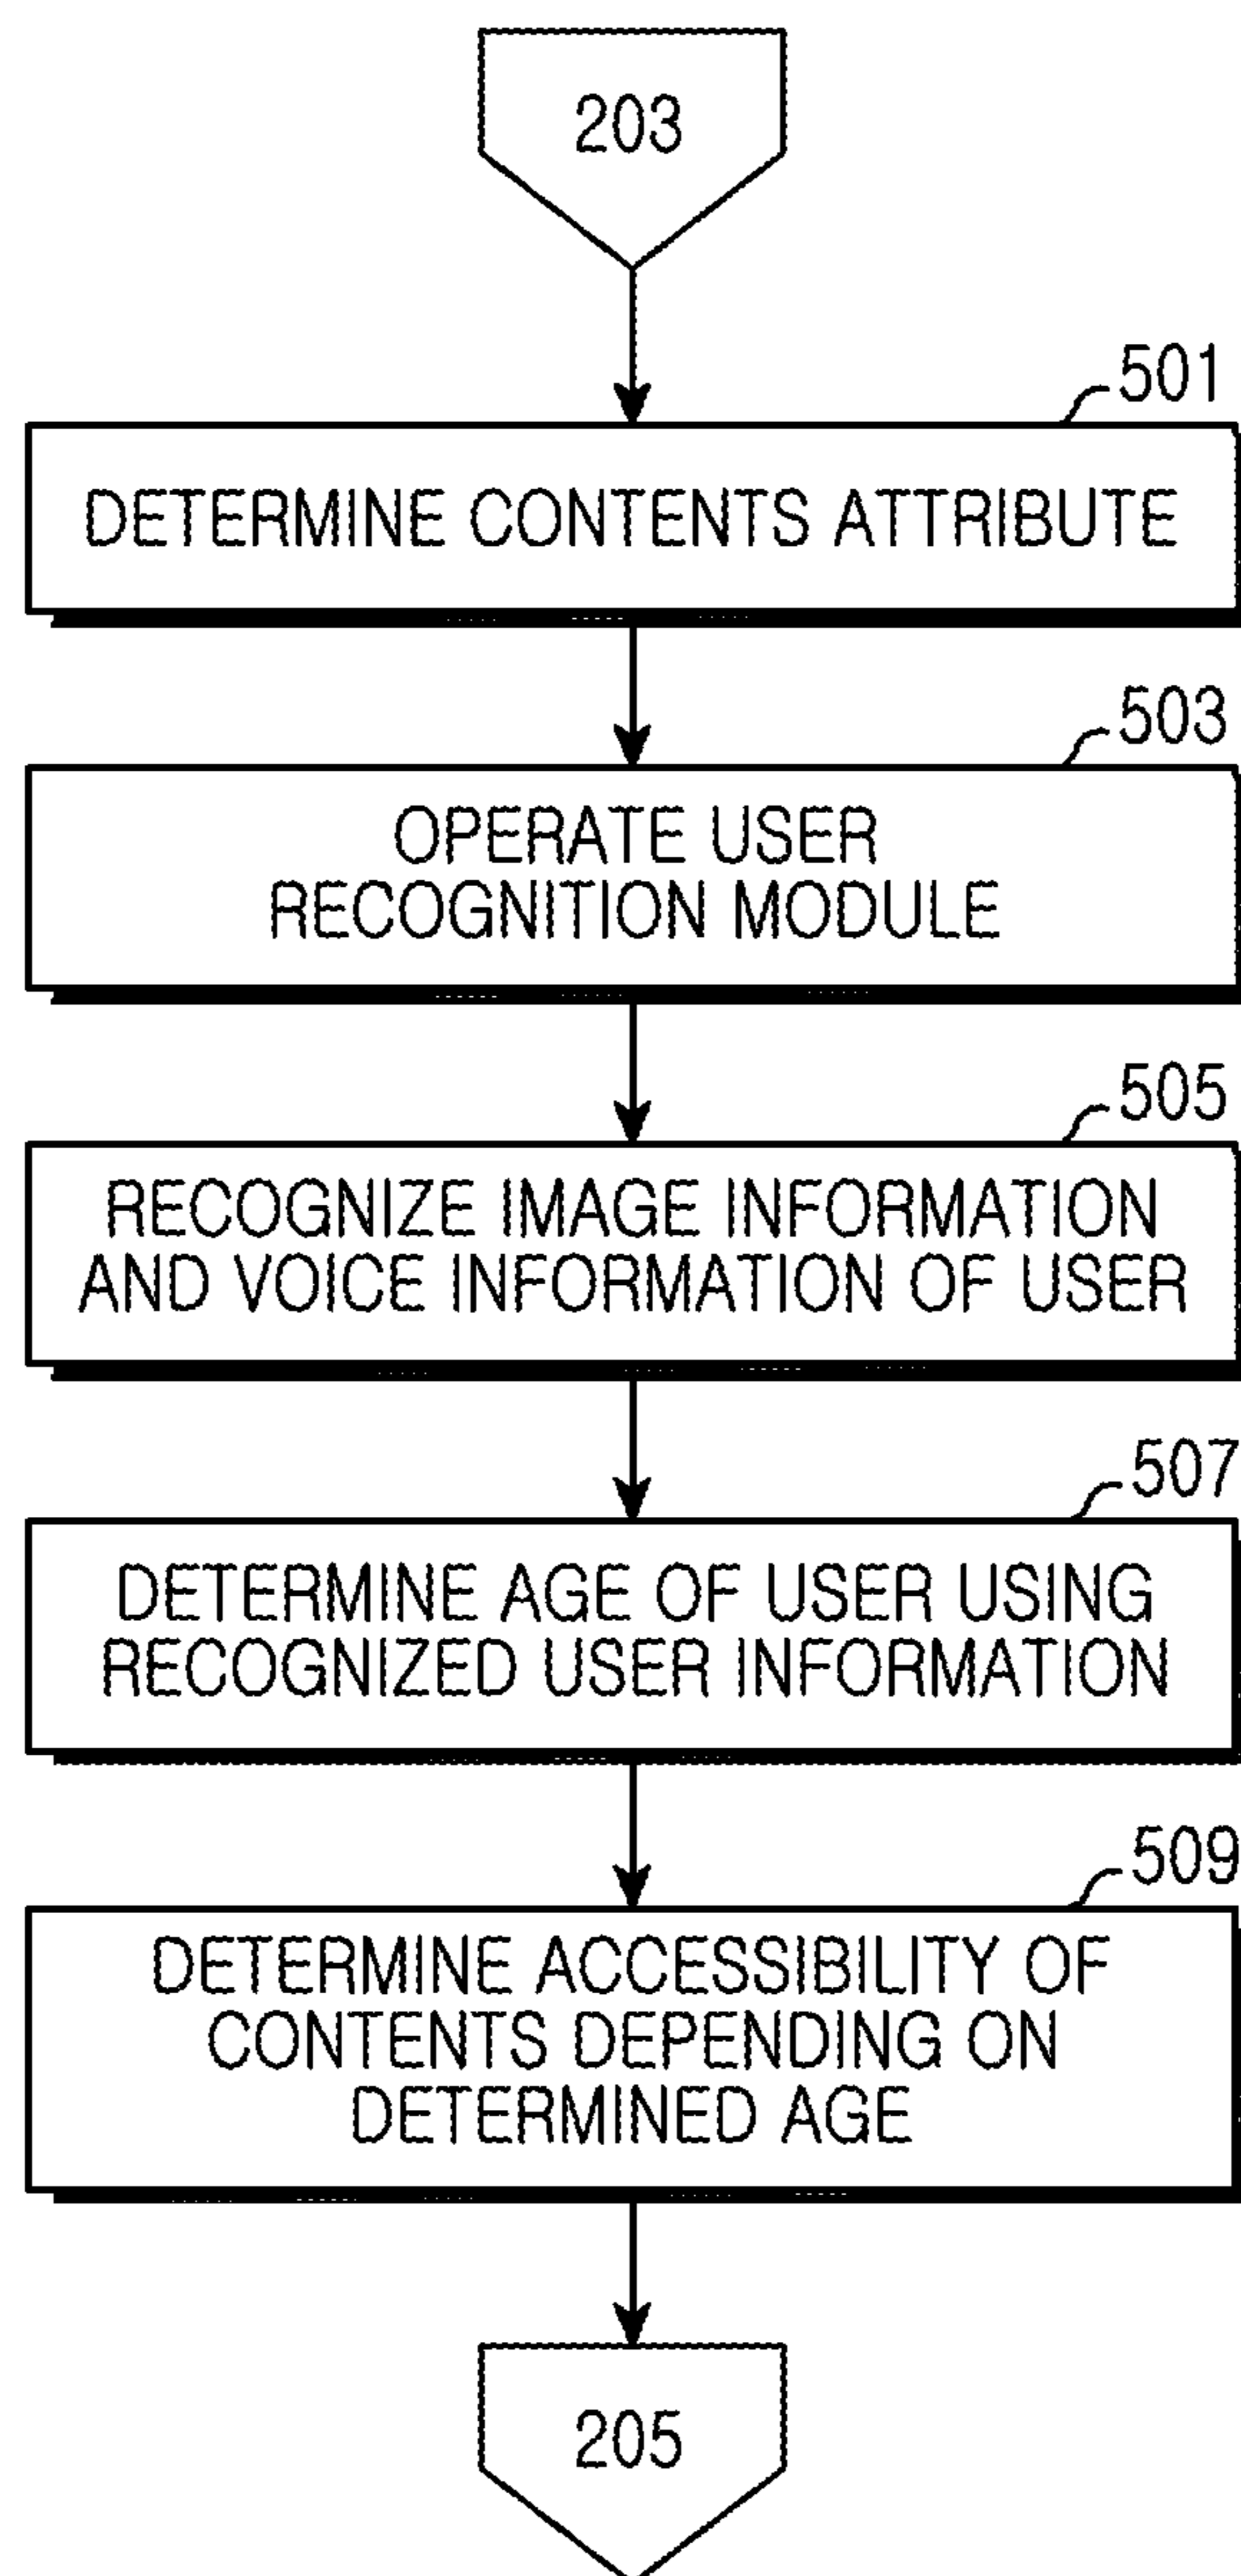 203
501
DETERMINE CONTENTS ATTRIBUTE
503
OPERATE USER
RECOGNITION MODULE
505
RECOGNIZE IMAGE INFORMATION
AND VOICE INFORMATION OF USER
507
DETERMINE AGE OF USER USING
RECOGNIZED USER INFORMATION
509
DETERMINE ACCESSIBILITY OF
CONTENTS DEPENDING ON
DETERMINED AGE
205